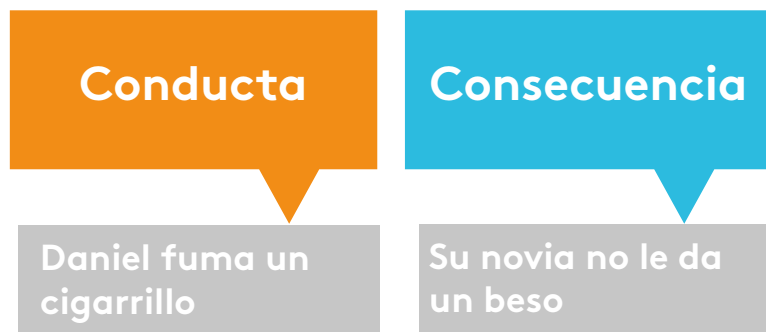 Conducta
Consecuencia
Daniel fuma un
cigarrillo
Su novia no le da
un beso